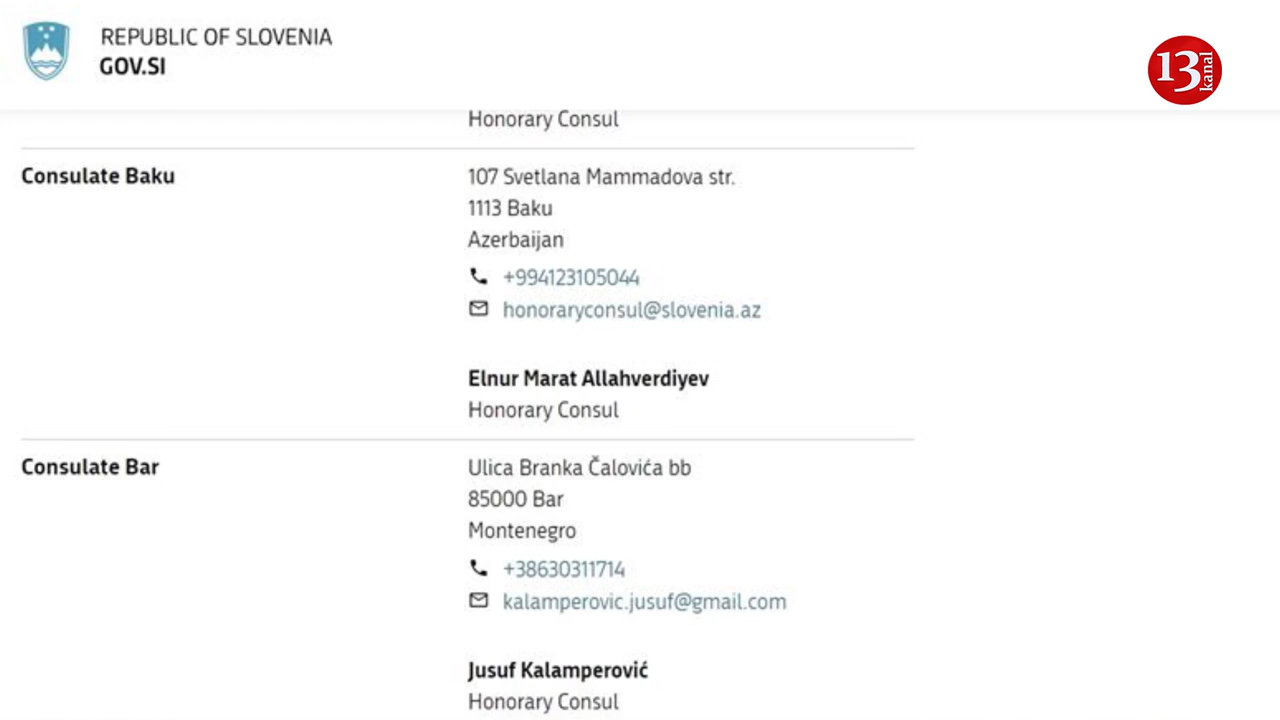 REPUBLIC OF SLOVENIA
GOV.SI
13 kanal
Honorary Consul
Consulate Baku
107 Svetlana Mammadova str.
1113 Baku
Azerbaijan
+994123105044
honoraryconsul@slovenia.az
Elnur Marat Allahverdiyev
Honorary Consul
Consulate Bar
Ulica Branka Čalovića bb
85000 Bar
Montenegro
+38630311714
kalamperovic.jusuf@gmail.com
Jusuf Kalamperović
Honorary Consul